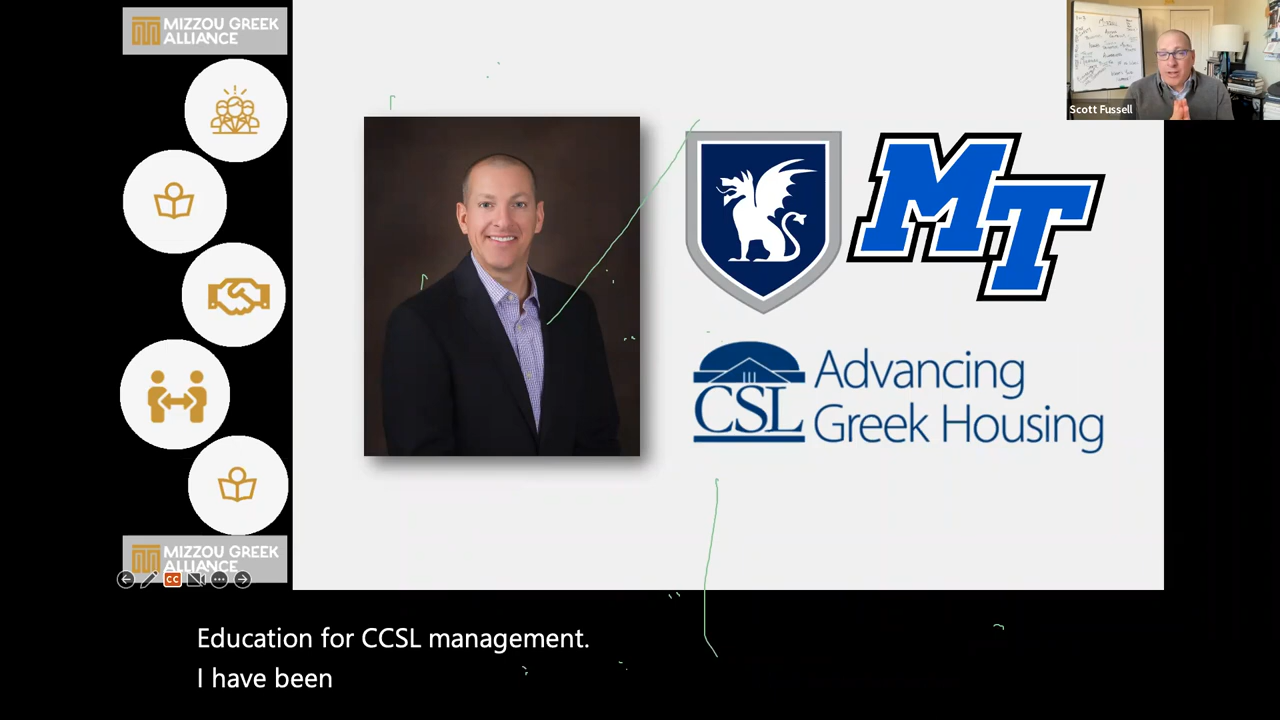 MIZZOU GREEK
ALLIANCE
Scott Fussell
MT
CSL
Advancing
Greek Housing
MIZZOU GREEK
ALLIANCE
CC
Education for CCSL management.
I have been